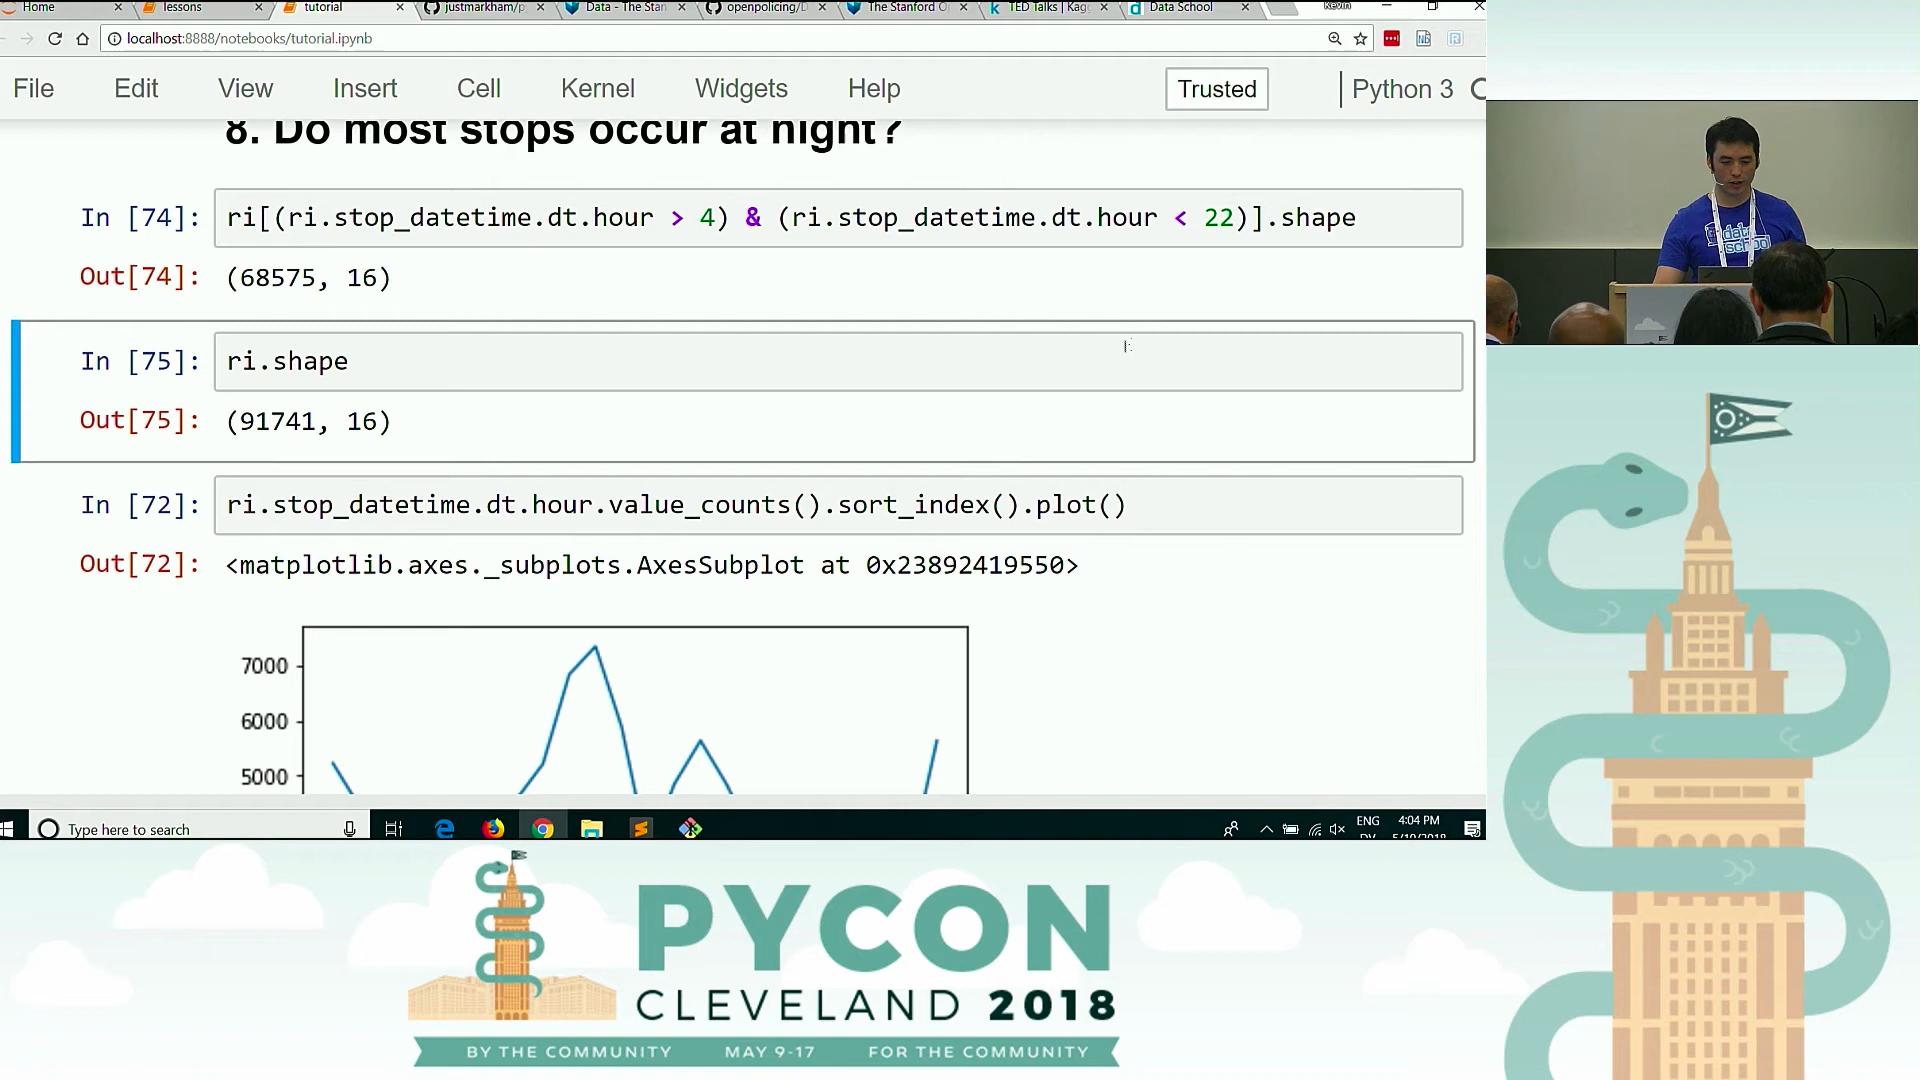 Home
lessons
tutorial
justmarkham/p
Data - The Stan
openpolicing/
The Stanford O
TED Talks | Kag
Data School
Kevin
localhost:8888/notebooks/tutorial.ipynb
File Edit View Insert Cell Kernel Widgets Help Trusted Python 3
8. Do most stops occur at night?
In [74]: ri[(ri.stop_datetime.dt.hour > 4) & (ri.stop_datetime.dt.hour < 22)].shape
Out[74]: (68575, 16)
In [75]: ri.shape
Out[75]: (91741, 16)
In [72]: ri.stop_datetime.dt.hour.value_counts().sort_index().plot()
Out[72]: <matplotlib.axes._subplots.AxesSubplot at 0x23892419550>
7000
6000
5000
Type here to search
ENG
4:04 PM
data
school
PYCON
CLEVELAND 2018
BY THE COMMUNITY MAY 9-17 FOR THE COMMUNITY